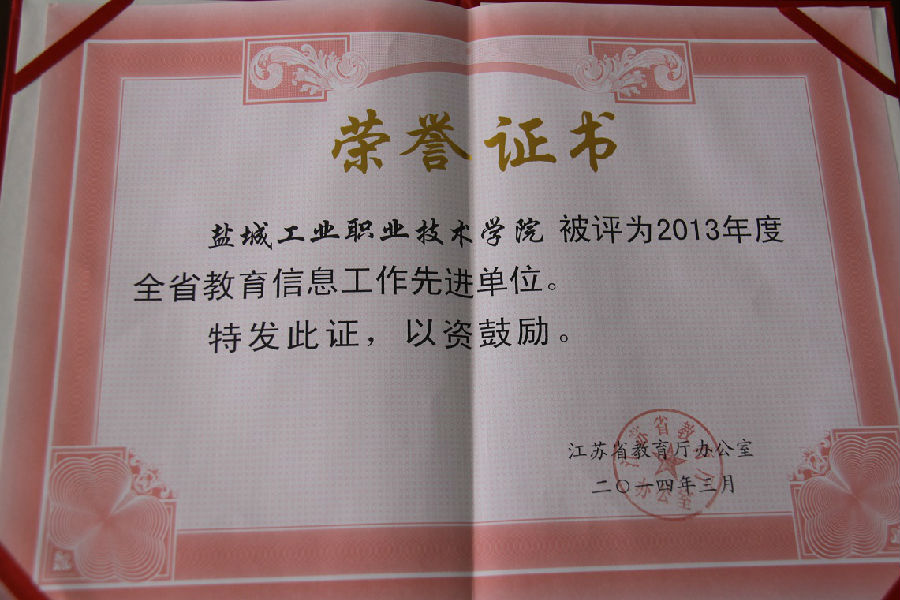 荣誉证书
盐城工业职业技术学院 被评为2013年度
全省教育信息工作先进单位。
特发此证，以资鼓励。
江苏省教育厅办公室
二〇一四年三月